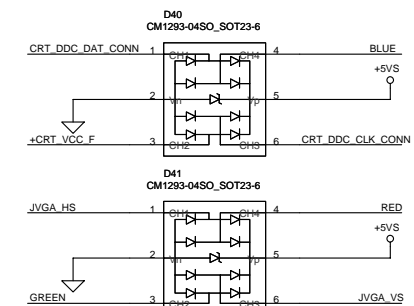 D40
CM1293-04SO_SOT23-6
CRT_DDC_DAT_CONN 1 CH1 CH4 4 BLUE
+5VS
2 Vn Vp 5
+CRT_VCC_F 3 CH2 CH3 6 CRT_DDC_CLK_CONN
D41
CM1293-04SO_SOT23-6
JVGA_HS 1 CH1 CH4 4 RED
+5VS
2 Vn Vp 5
GREEN 3 CH2 CH3 6 JVGA_VS